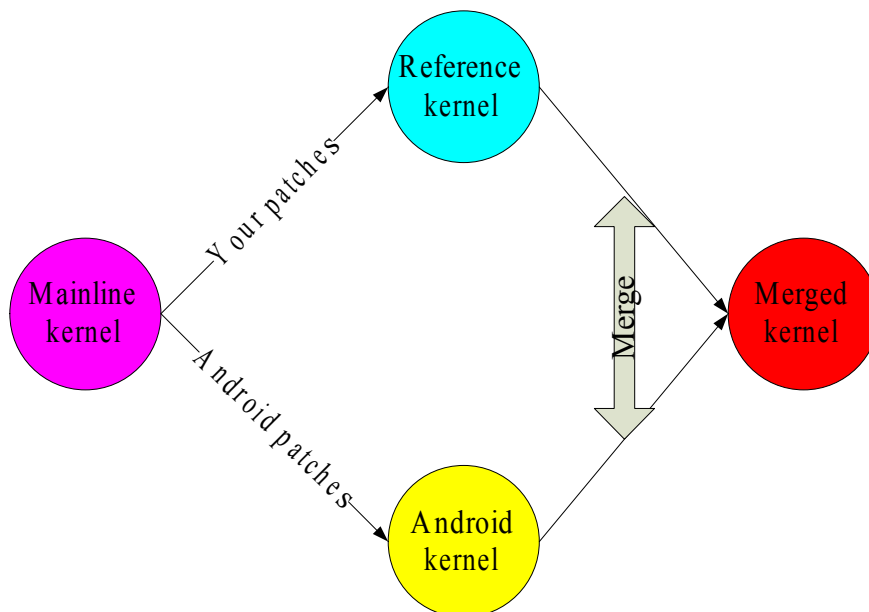 Reference
kernel
Your patches
Mainline
kernel
Merge
Merged
kernel
Android patches
Android
kernel